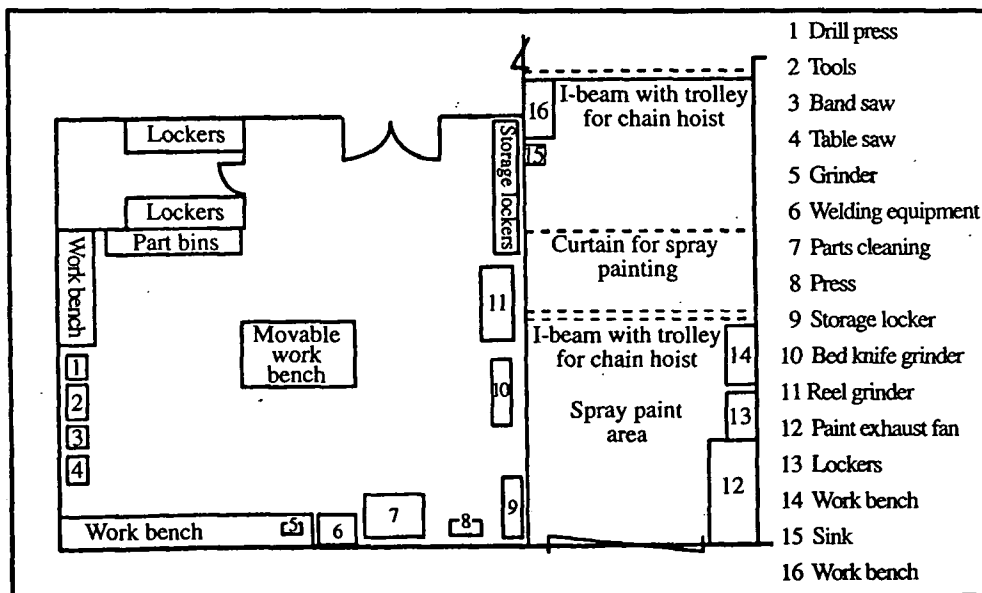 Lockers
Lockers
Part bins
Work bench
1
2
3
4
Work bench
5
6
7
8
9
10
11
Storage lockers
Movable
work
bench
16
15
I-beam with trolley
for chain hoist
Curtain for spray
painting
I-beam with trolley
for chain hoist
Spray paint
area
14
13
12
1 Drill press
2 Tools
3 Band saw
4 Table saw
5 Grinder
6 Welding equipment
7 Parts cleaning
8 Press
9 Storage locker
10 Bed knife grinder
11 Reel grinder
12 Paint exhaust fan
13 Lockers
14 Work bench
15 Sink
16 Work bench